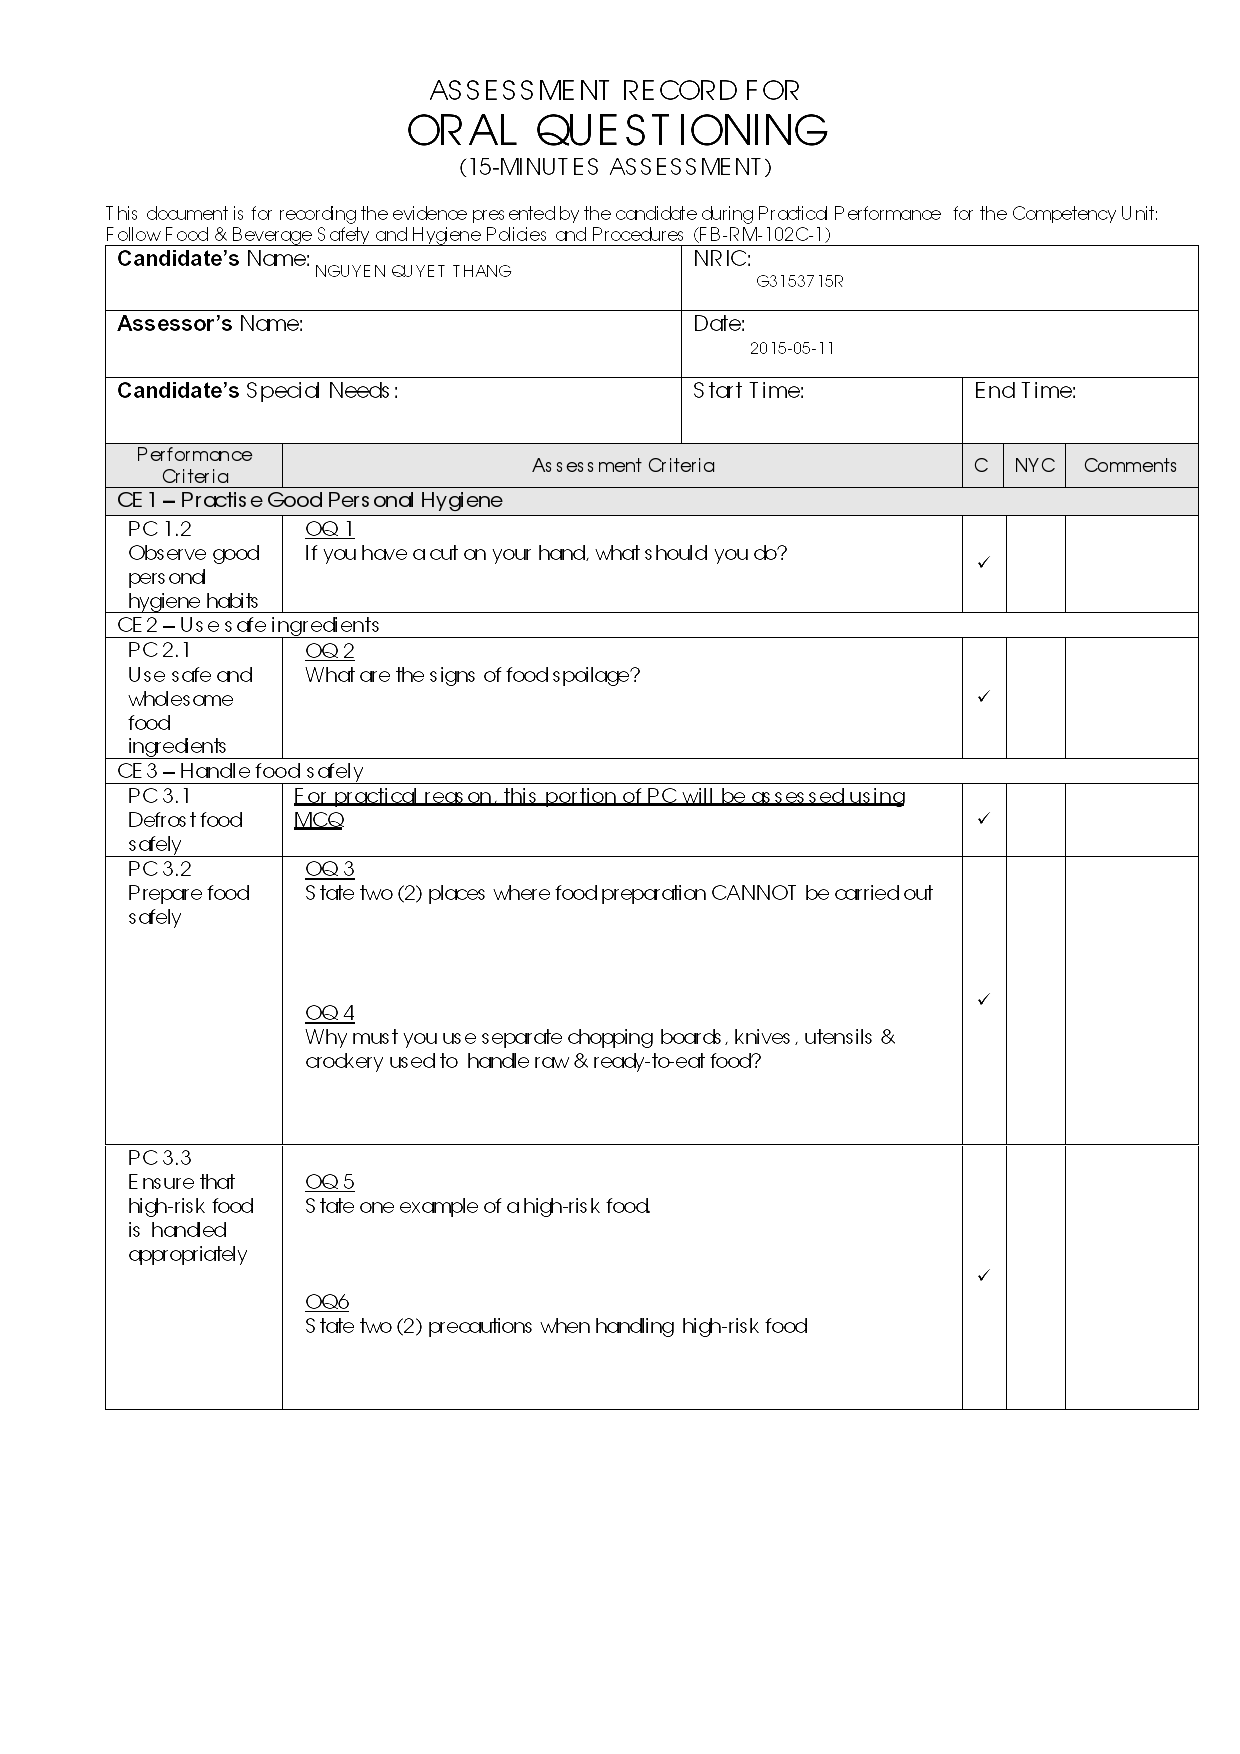 ASSESSMENT RECORD FOR
ORAL QUESTIONING
(15-MINUTES ASSESSMENT)
This document is for recording the evidence presented by the candidate during Practical Performance for the Competency Unit:
Follow Food & Beverage Safety and Hygiene Policies and Procedures (FB-RM-102C-1)
Candidate's Name: NGUYEN QUYET THANG
NRIC:
G3153715R
Assessor's Name:
Date:
2015-05-11
Candidate's Special Needs:
Start Time:
End Time:
Performance
Criteria
Assessment Criteria
C
NYC
Comments
CE 1 – Practise Good Personal Hygiene
PC 1.2
Observe good
personal
hygiene habits
OQ 1
If you have a cut on your hand, what should you do?
✓
CE 2 – Use safe ingredients
PC 2.1
Use safe and
wholesome
food
ingredients
OQ 2
What are the signs of food spoilage?
✓
CE 3 – Handle food safely
PC 3.1
Defrost food
safely
For practical reason, this portion of PC will be assessed using
MCQ
✓
PC 3.2
Prepare food
safely
OQ 3
State two (2) places where food preparation CANNOT be carried out
OQ 4
Why must you use separate chopping boards, knives, utensils &
crockery used to handle raw & ready-to-eat food?
✓
PC 3.3
Ensure that
high-risk food
is handled
appropriately
OQ 5
State one example of a high-risk food.
OQ6
State two (2) precautions when handling high-risk food
✓